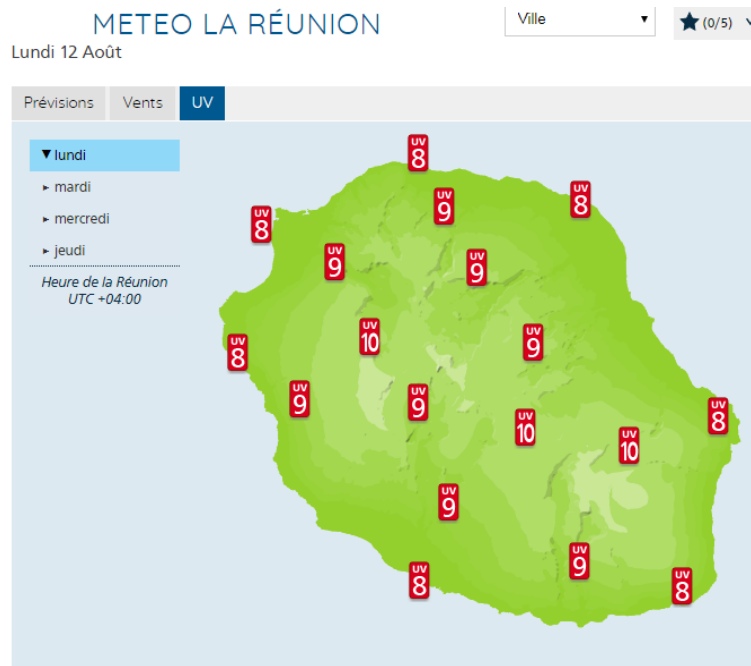 METEO LA RÉUNION
Ville
(0/5)
Lundi 12 Août
Prévisions Vents UV
lundi
mardi
mercredi
jeudi
Heure de la Réunion
UTC +04:00
UV 8
UV 9
UV 8
UV 8
UV 9
UV 9
UV 10
UV 9
UV 8
UV 9
UV 9
UV 8
UV 10
UV 10
UV 9
UV 9
UV 8
UV 8